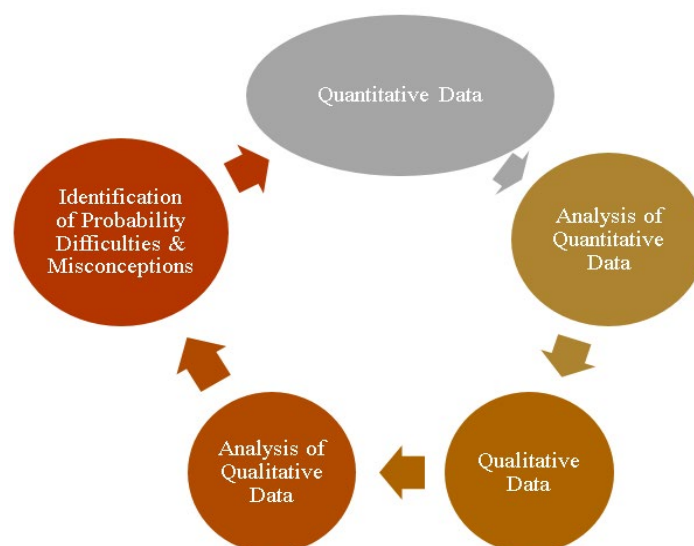 Quantitative Data
Analysis of
Quantitative
Data
Qualitative
Data
Analysis of
Qualitative
Data
Identification
of Probability
Difficulties &
Misconceptions